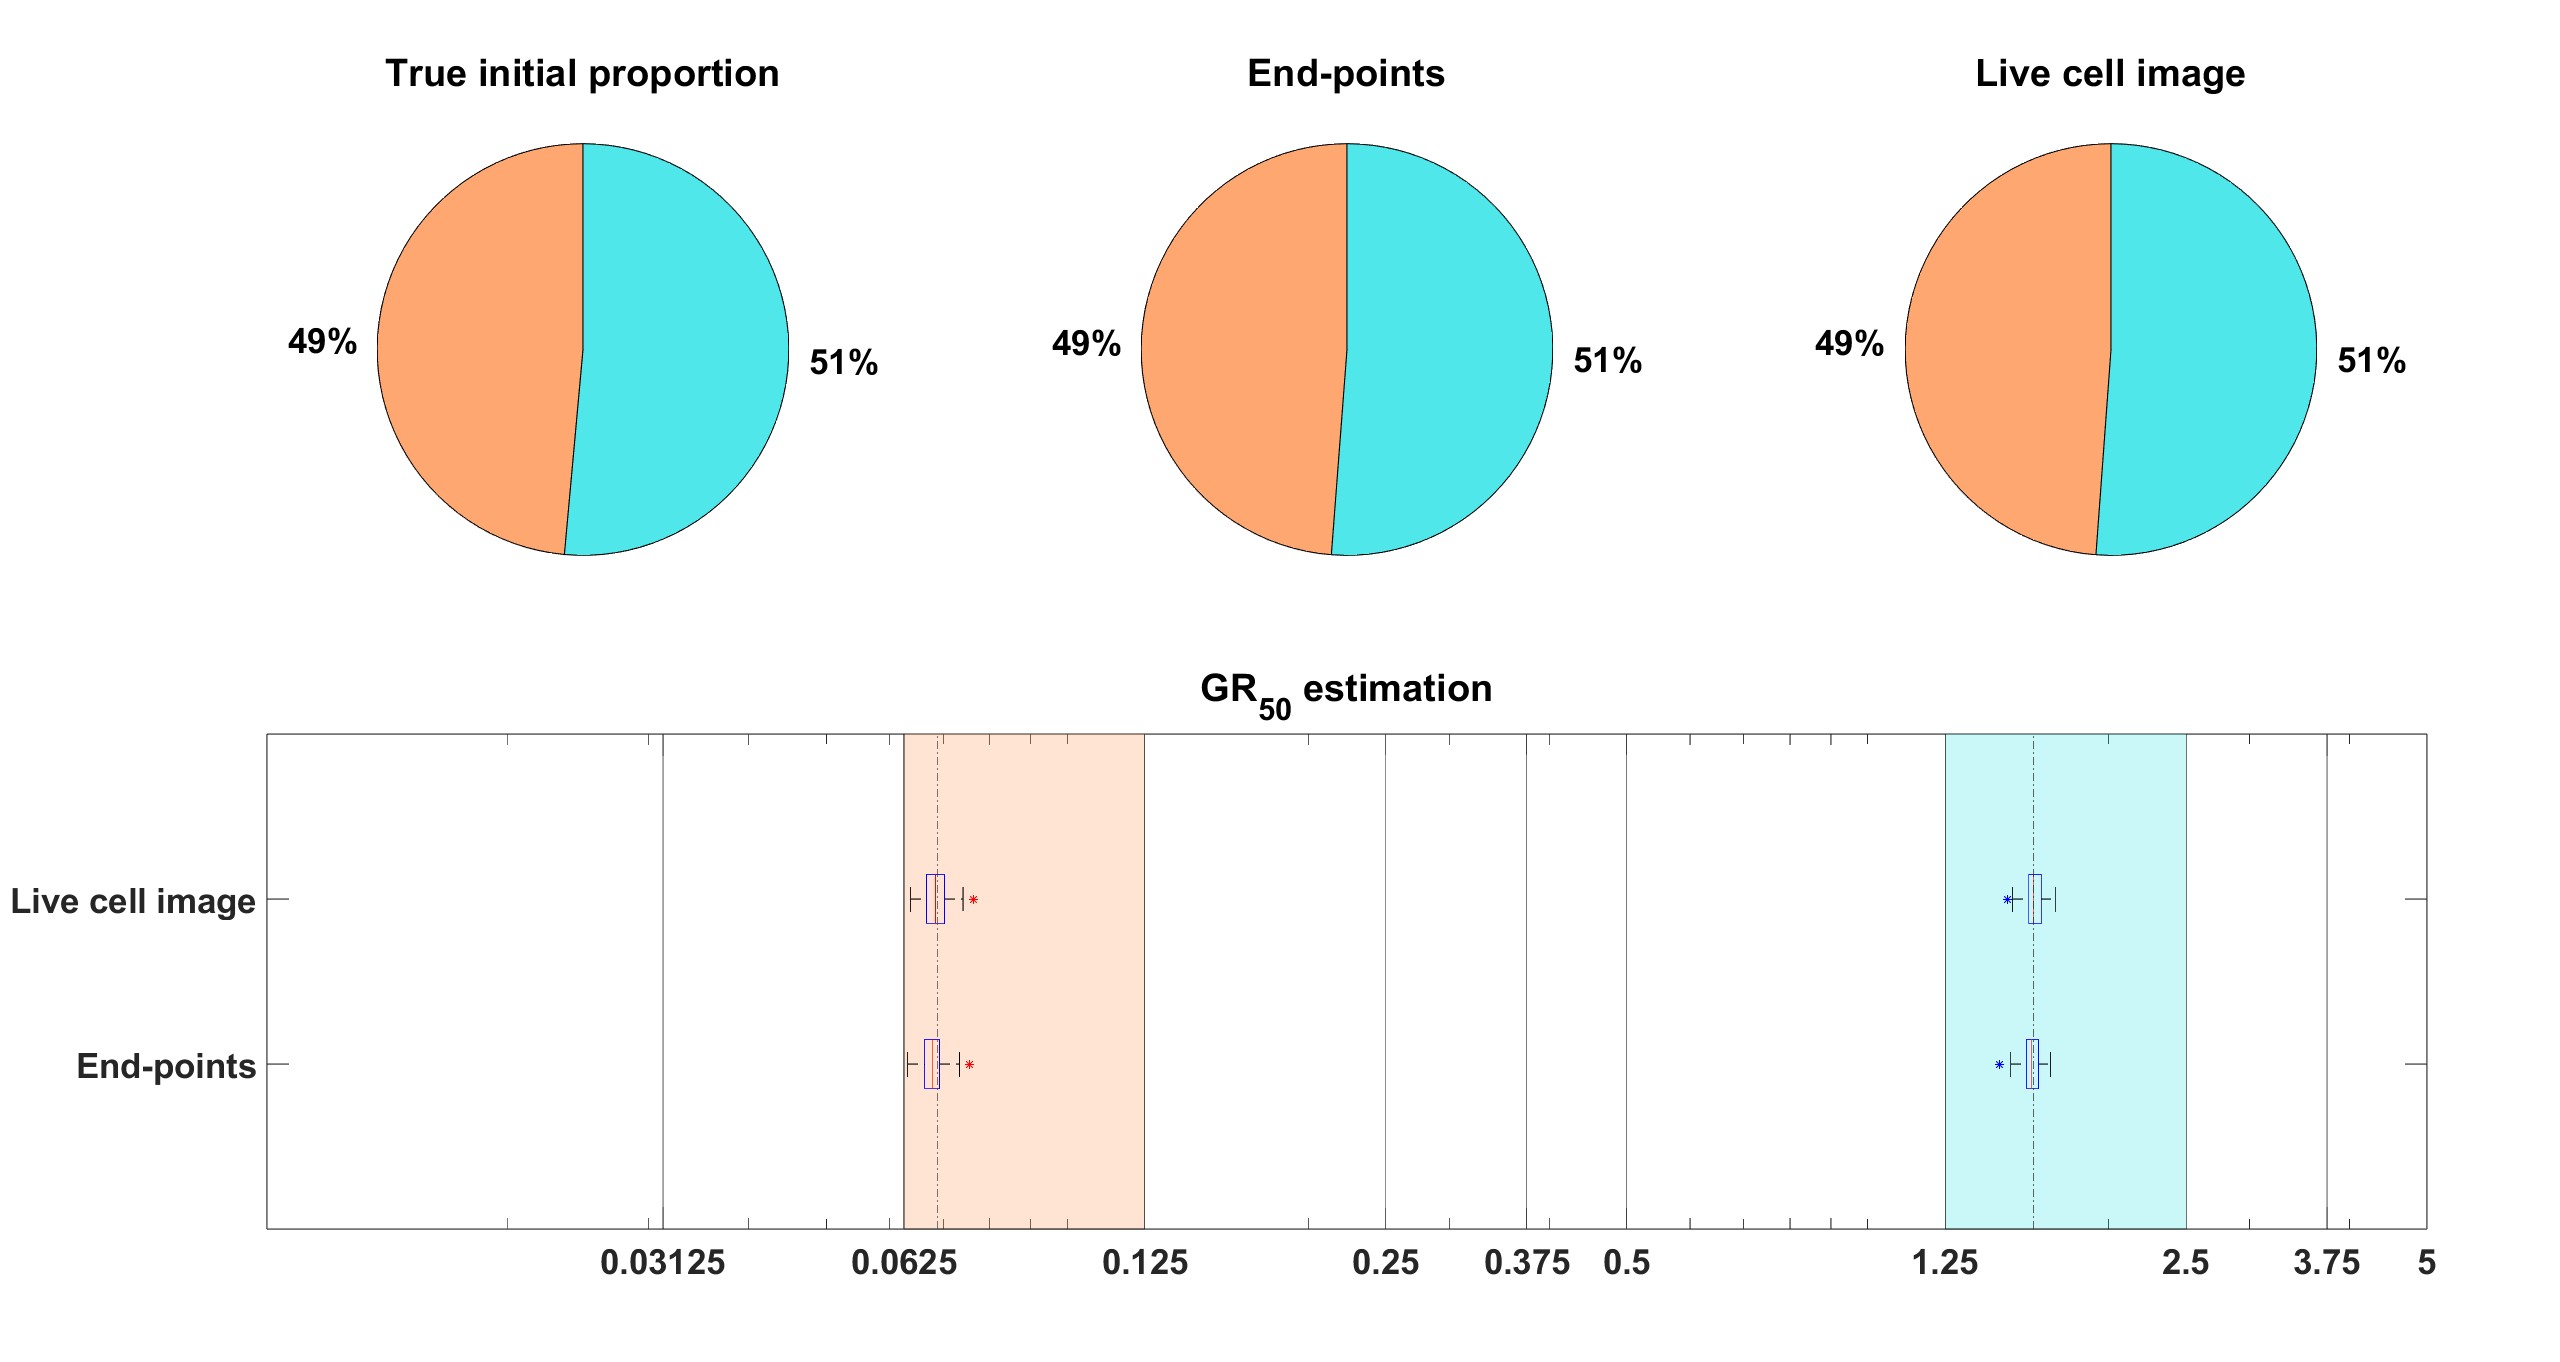 True initial proportion
End-points
Live cell image
49%
51%
49%
51%
49%
51%
GR50 estimation
Live cell image
End-points
0.03125
0.0625
0.125
0.25
0.375
0.5
1.25
2.5
3.75
5